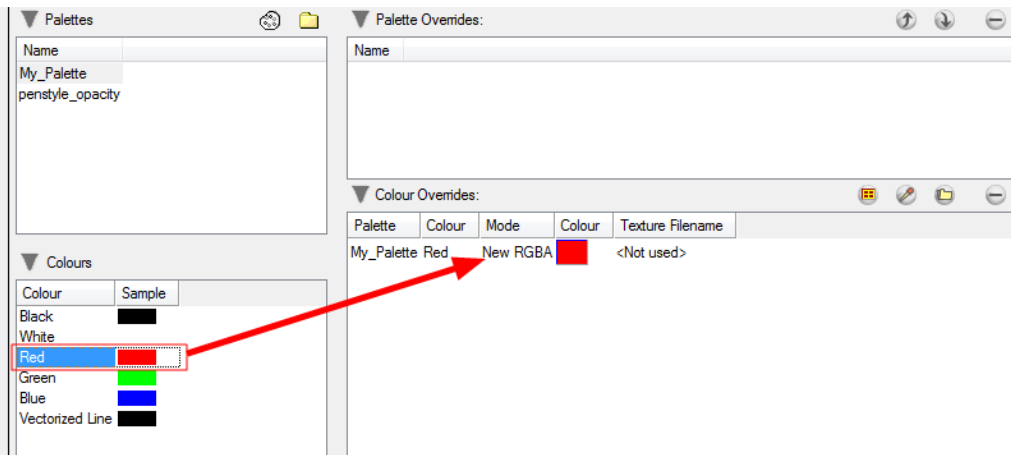 Palettes
Name
My_Palette
penstyle_opacity
Palette Overrides:
Name
Colours
Colour Sample
Black
White
Red
Green
Blue
Vectorized Line
Colour Overrides:
Palette Colour Mode Colour Texture Filename
My_Palette Red New RGBA <Not used>